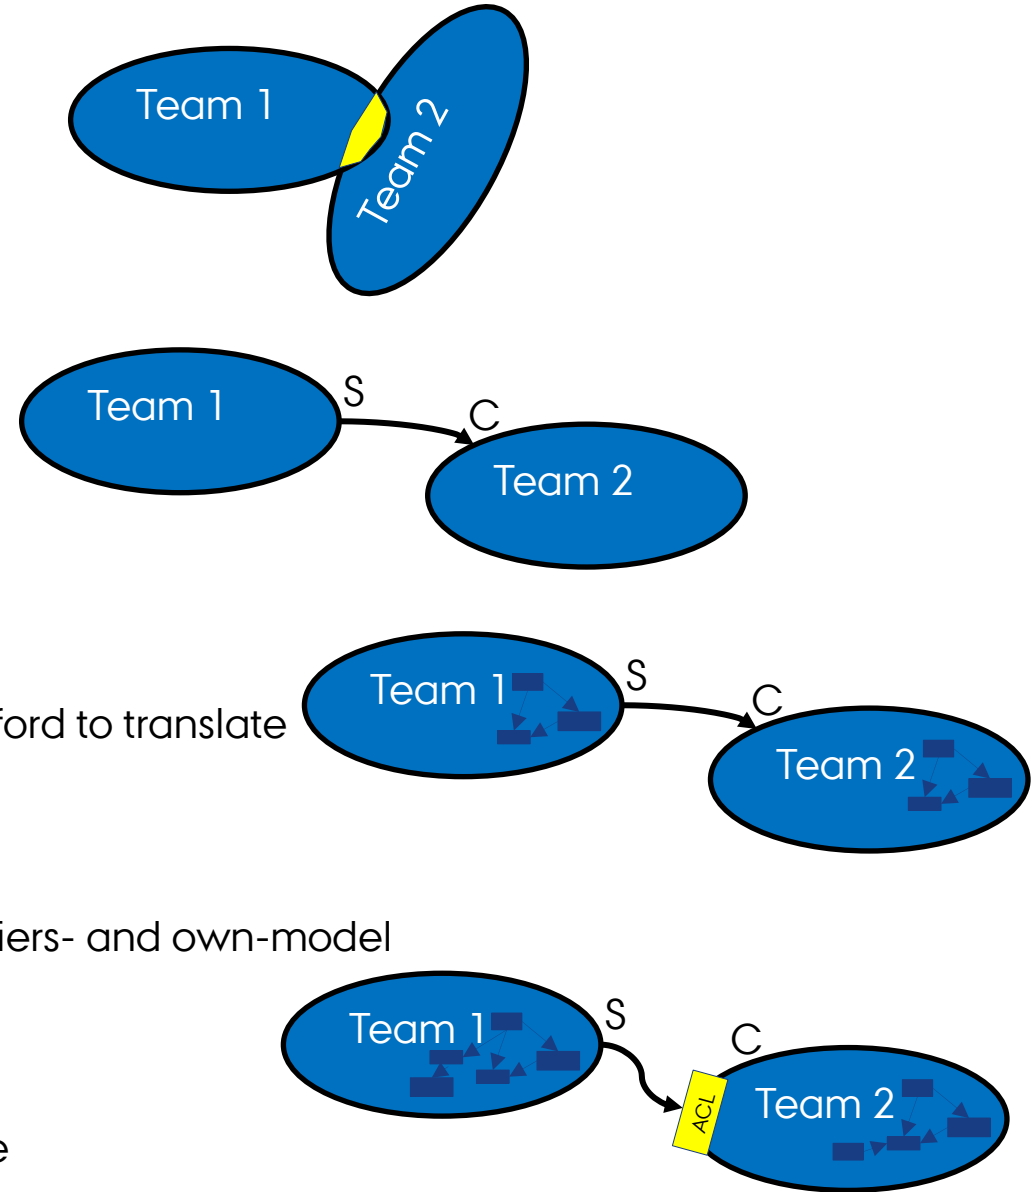 Team 1
Team 2
S
C
Team 1
Team 2
S
Team 1
C
ford to translate
Team 2
iers- and own-model
S
Team 1
C
ACL
Team 2
e